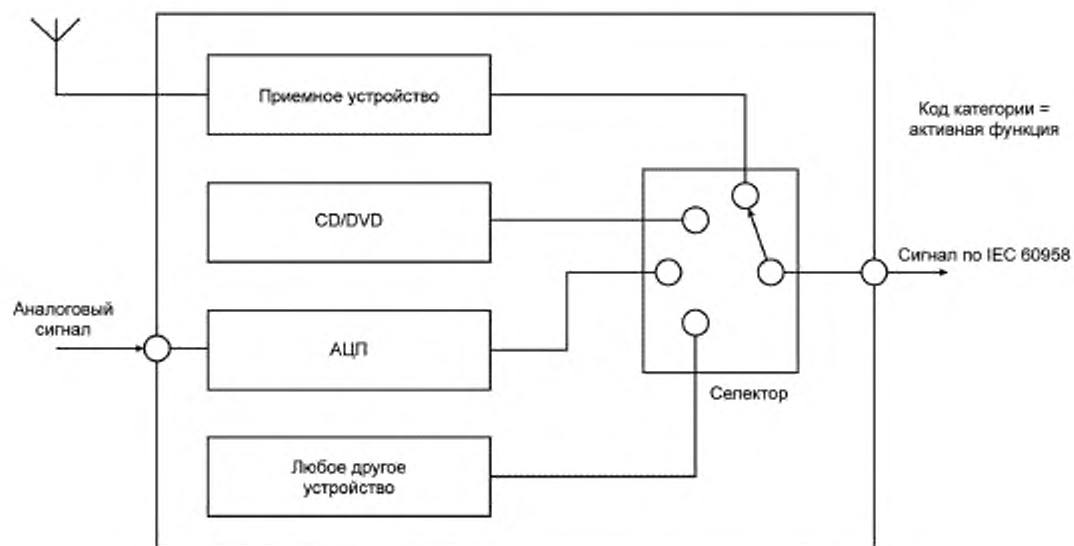 Приемное устройство
Код категории =
активная функция
CD/DVD
Сигнал по IEC 60958
Аналоговый
сигнал
АЦП
Селектор
Любое другое
устройство